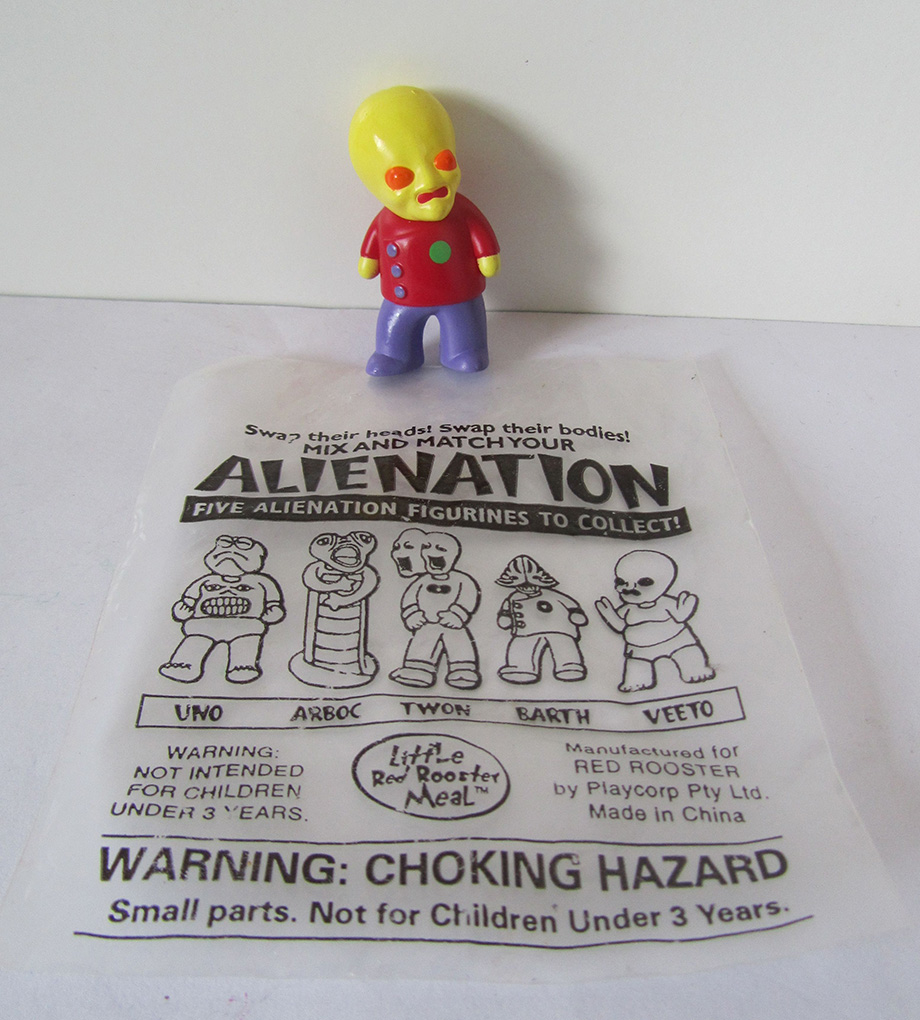 Swap their heads! Swap their bodies!
MIX AND MATCH YOUR
ALIENATION
FIVE ALIENATION FIGURINES TO COLLECT!
UNO ARBOC TWON BARTH VEETO
WARNING:
NOT INTENDED
FOR CHILDREN
UNDER 3 YEARS.
Little
Red Rooster
Meal™
Manufactured for
RED ROOSTER
by Playcorp Pty Ltd.
Made in China
WARNING: CHOKING HAZARD
Small parts. Not for Children Under 3 Years.